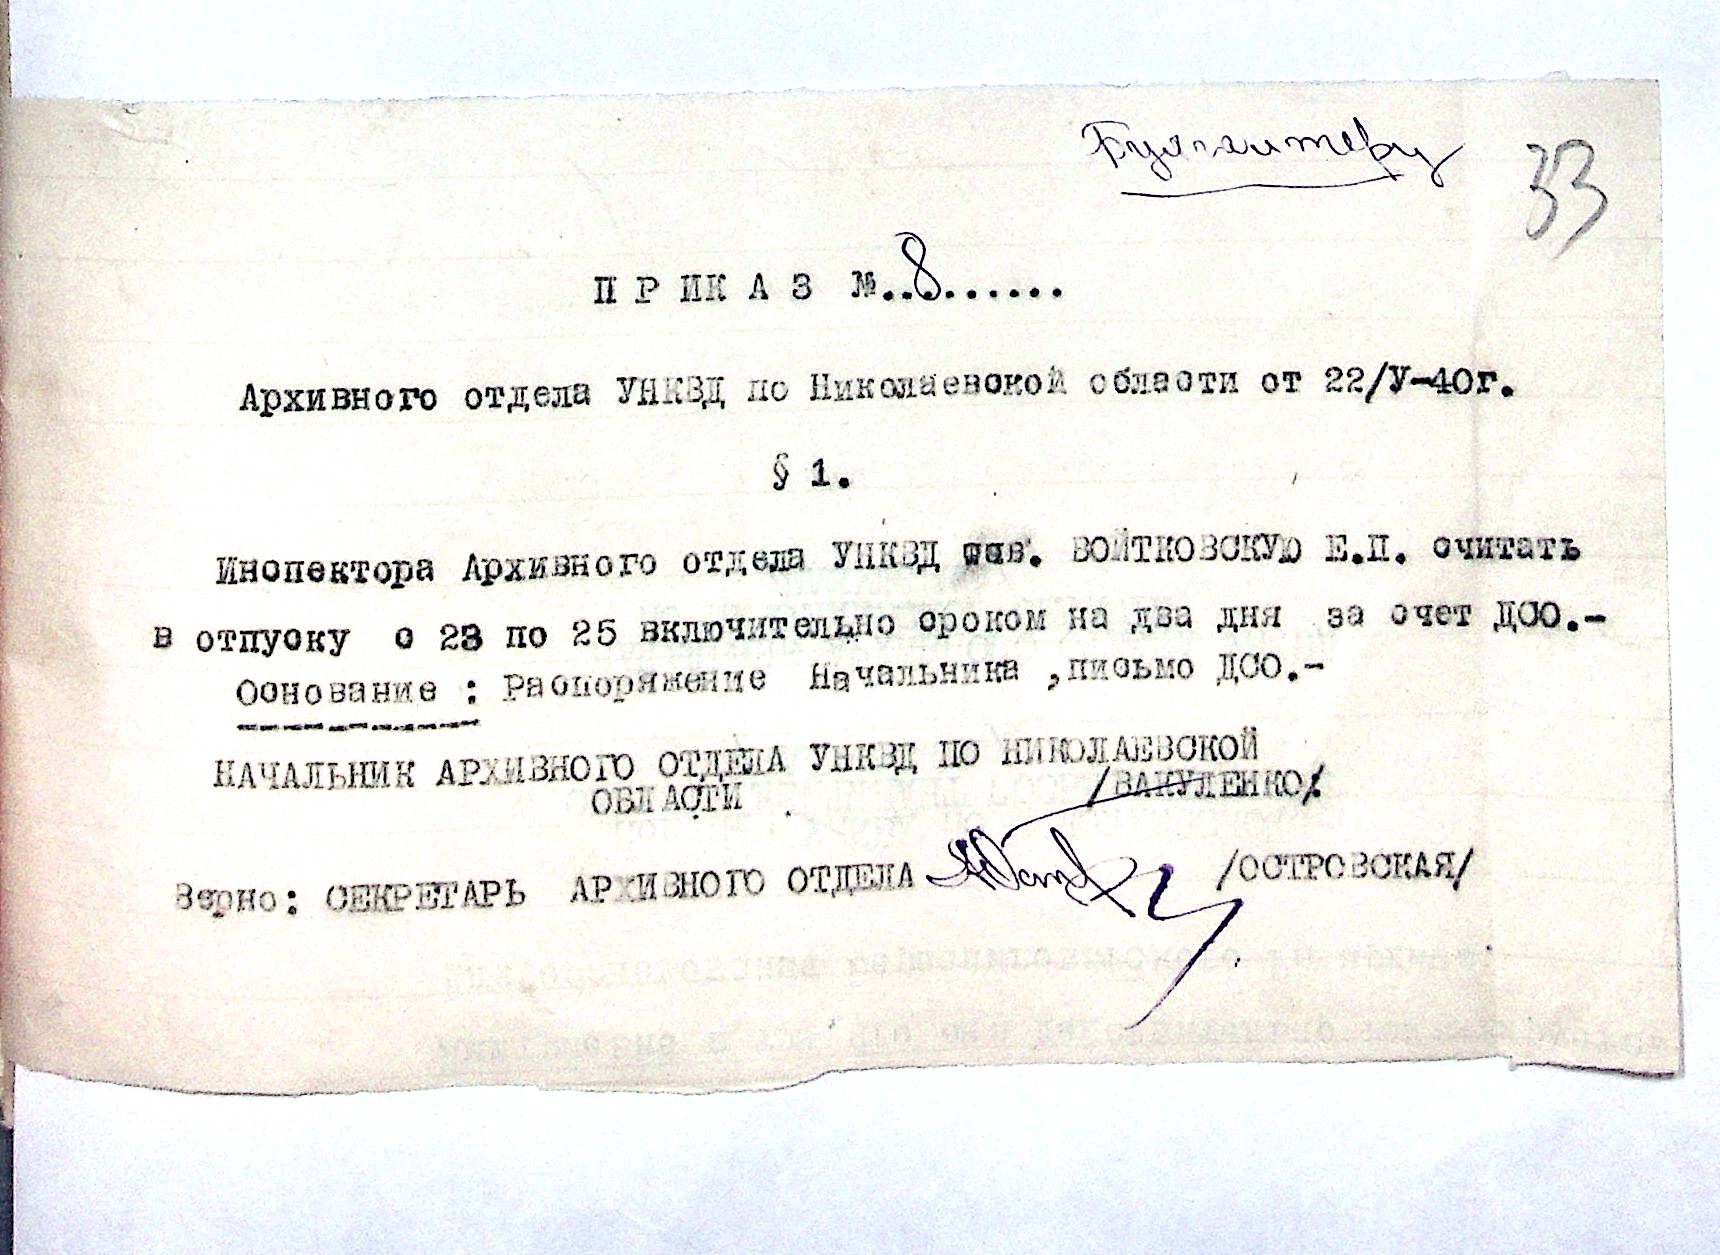 Бухгалтеру
33
П Р И К А З №..8......
Архивного отдела УНКВД по Николаевской области от 22/У-40г.
§ 1.
Инспектора Архивного отдела УНКВД тов. ВОЙТКОВСКУЮ Е.П. считать
в отпуску с 23 по 25 включительно сроком на два дня за счет ДСО.-
Основание : Распоряжение Начальника ,письмо ДСО.-
НАЧАЛЬНИК АРХИВНОГО ОТДЕЛА УНКВД ПО НИКОЛАЕВСКОЙ
ОБЛАСТИ /ВАКУЛЕНКО/.
Верно: СЕКРЕТАРЬ АРХИВНОГО ОТДЕЛА /ОСТРОВСКАЯ/